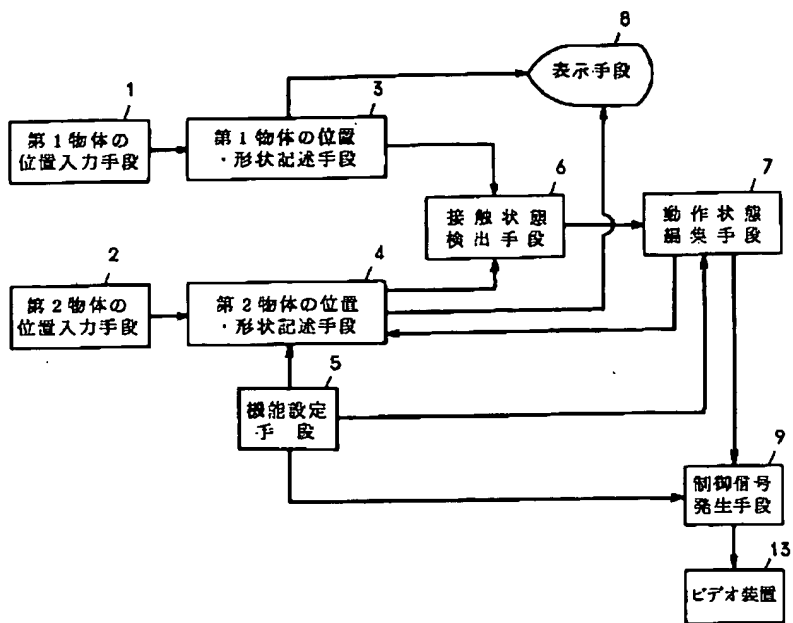 8
表示手段
1
第1物体の
位置入力手段
3
第1物体の位置
・形状記述手段
6
接触状態
検出手段
7
動作状態
編集手段
2
第2物体の
位置入力手段
4
第2物体の位置
・形状記述手段
5
機能設定
手段
9
制御信号
発生手段
13
ビデオ装置